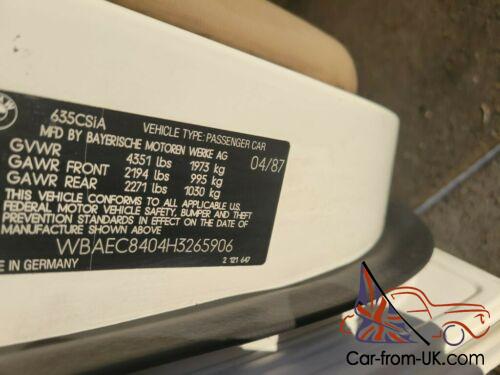 635CSiA
VEHICLE TYPE: PASSENGER CAR
MFD BY BAYERISCHE MOTOREN WERKE AG
04/87
GVWR 4351 lbs 1973 kg
GAWR FRONT 2194 lbs 995 kg
GAWR REAR 2271 lbs 1030 kg
THIS VEHICLE CONFORMS TO ALL APPLICABLE U.S.
FEDERAL MOTOR VEHICLE SAFETY, BUMPER AND THEFT
PREVENTION STANDARDS IN EFFECT ON THE DATE OF
MANUFACTURE SHOWN ABOVE.
WBAEC8404H3265906
IN GERMANY
2 121 647
Car-from-UK.com